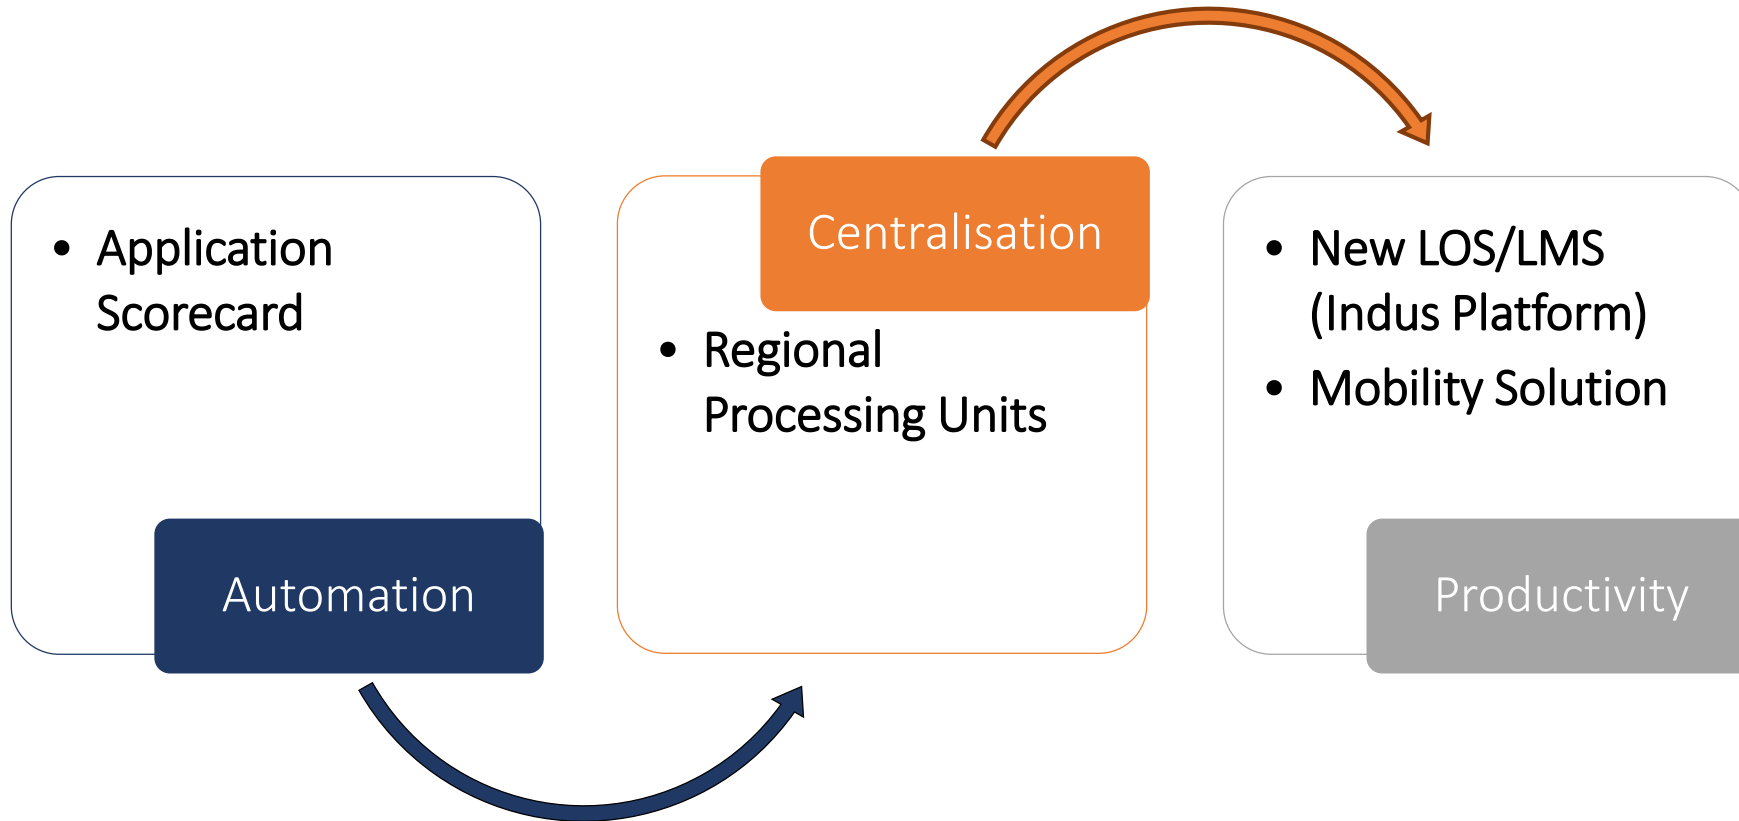 • Application
Scorecard
Automation
Centralisation
• Regional
Processing Units
• New LOS/LMS
(Indus Platform)
• Mobility Solution
Productivity